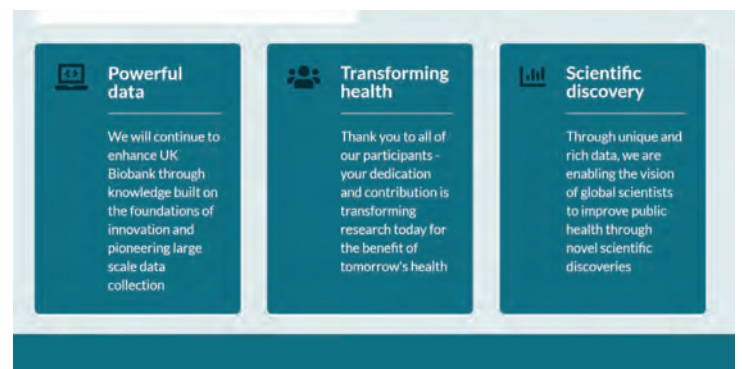 Powerful
data
We will continue to
enhance UK
Biobank through
knowledge built on
the foundations of
innovation and
pioneering large
scale data
collection
Transforming
health
Thank you to all of
our participants -
your dedication
and contribution is
transforming
research today for
the benefit of
tomorrow's health
Scientific
discovery
Through unique and
rich data, we are
enabling the vision
of global scientists
to improve public
health through
novel scientific
discoveries